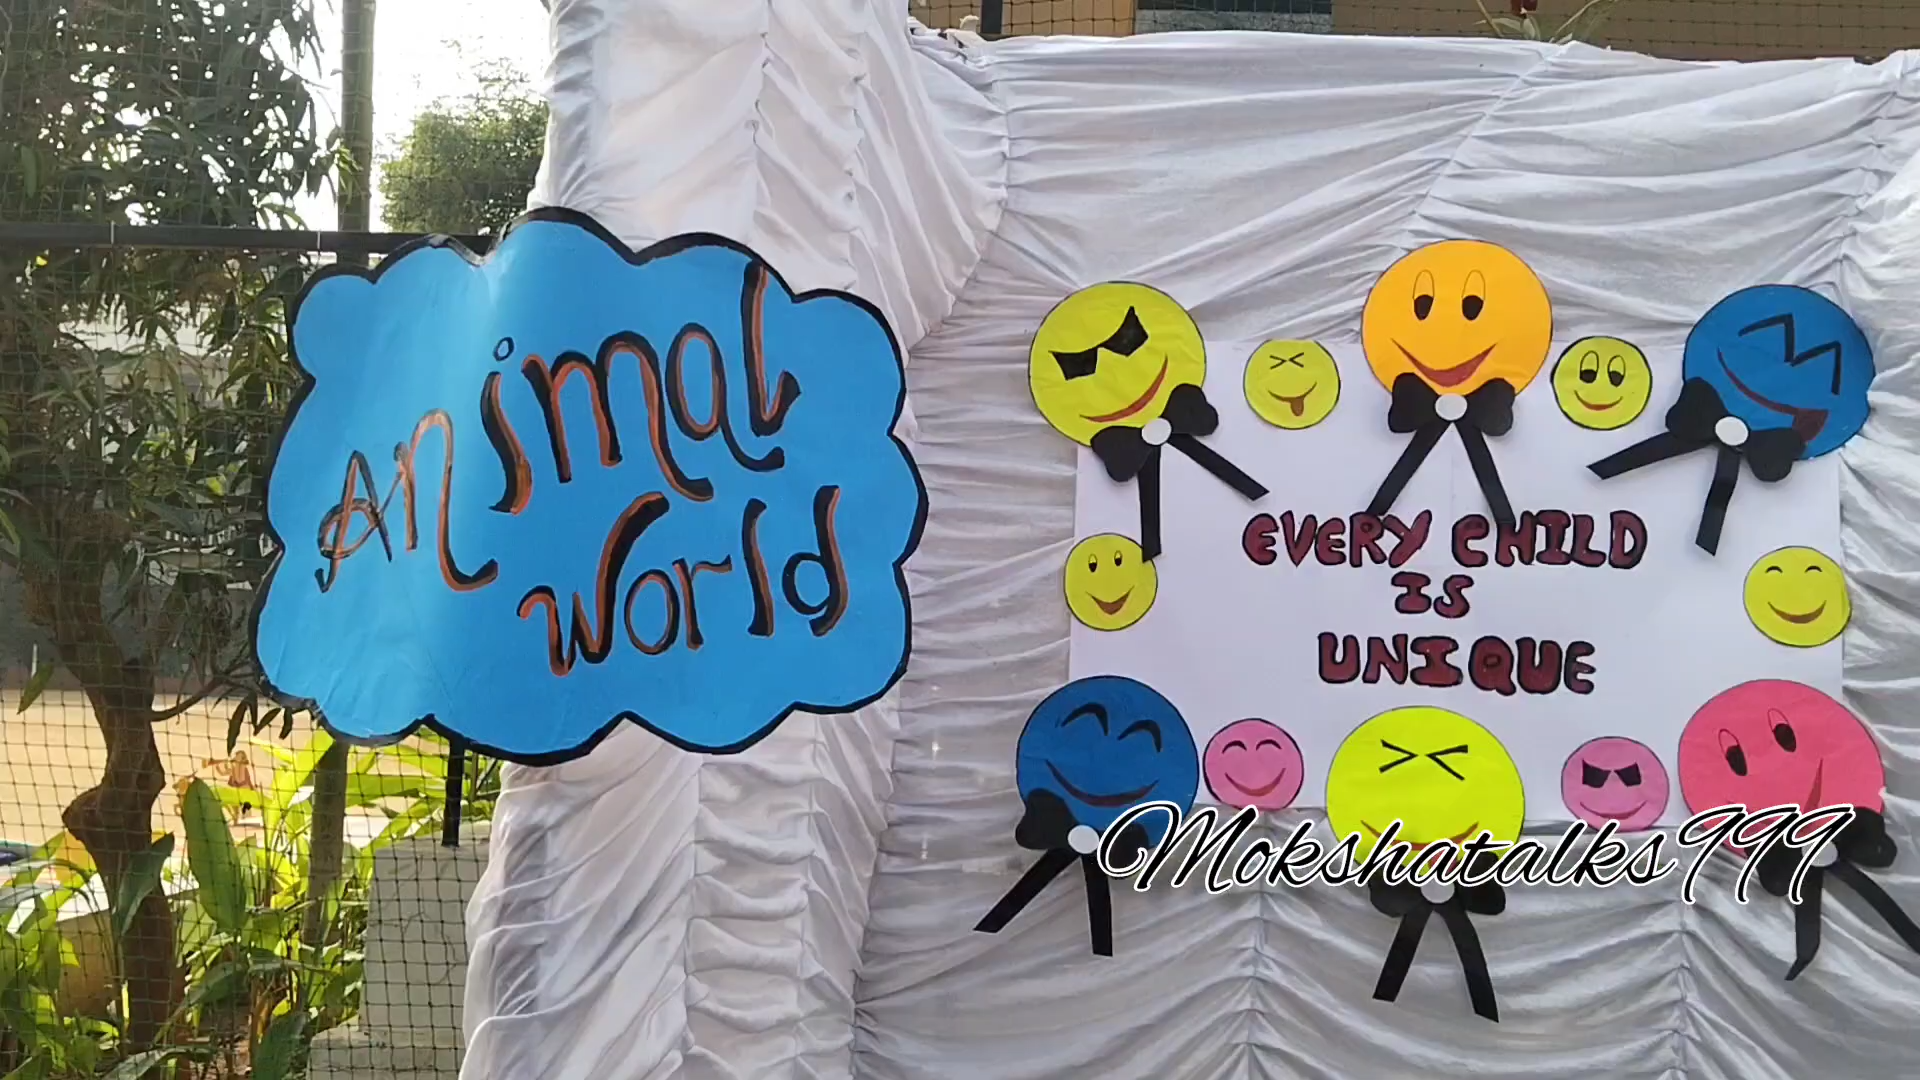 Animal
World
EVERY CHILD
IS
UNIQUE
Mokshatalks999